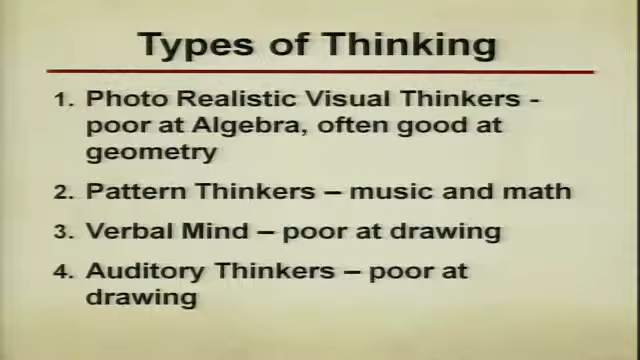 Types of Thinking
1. Photo Realistic Visual Thinkers -
poor at Algebra, often good at
geometry
2. Pattern Thinkers – music and math
3. Verbal Mind – poor at drawing
4. Auditory Thinkers – poor at
drawing